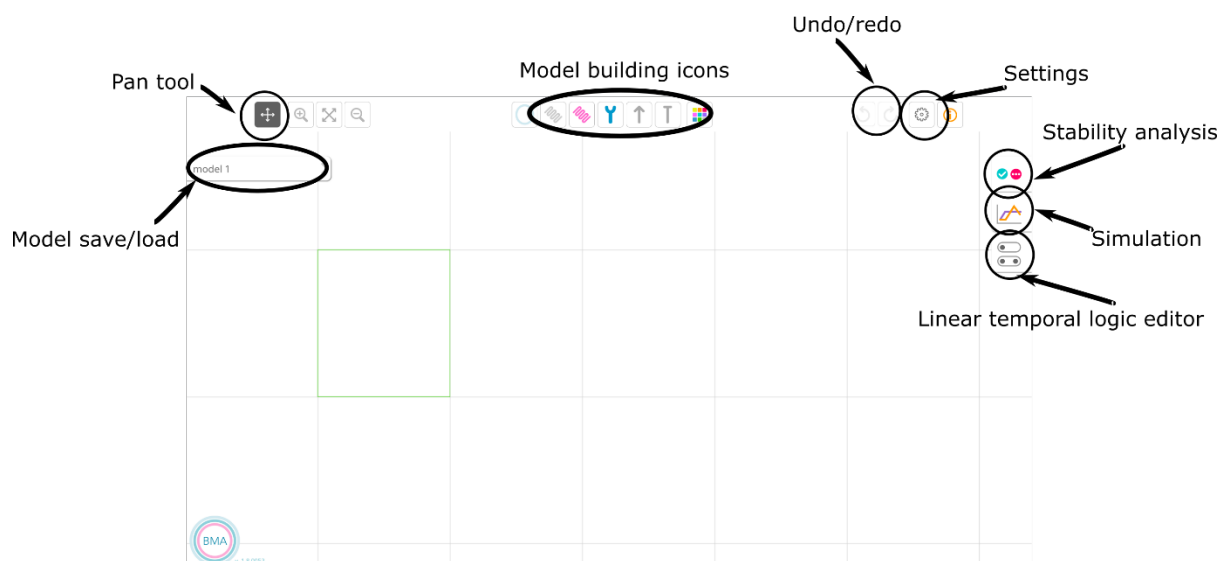 Undo/redo
Model building icons
Settings
Pan tool
Stability analysis
model 1
Model save/load
Simulation
Linear temporal logic editor
BMA